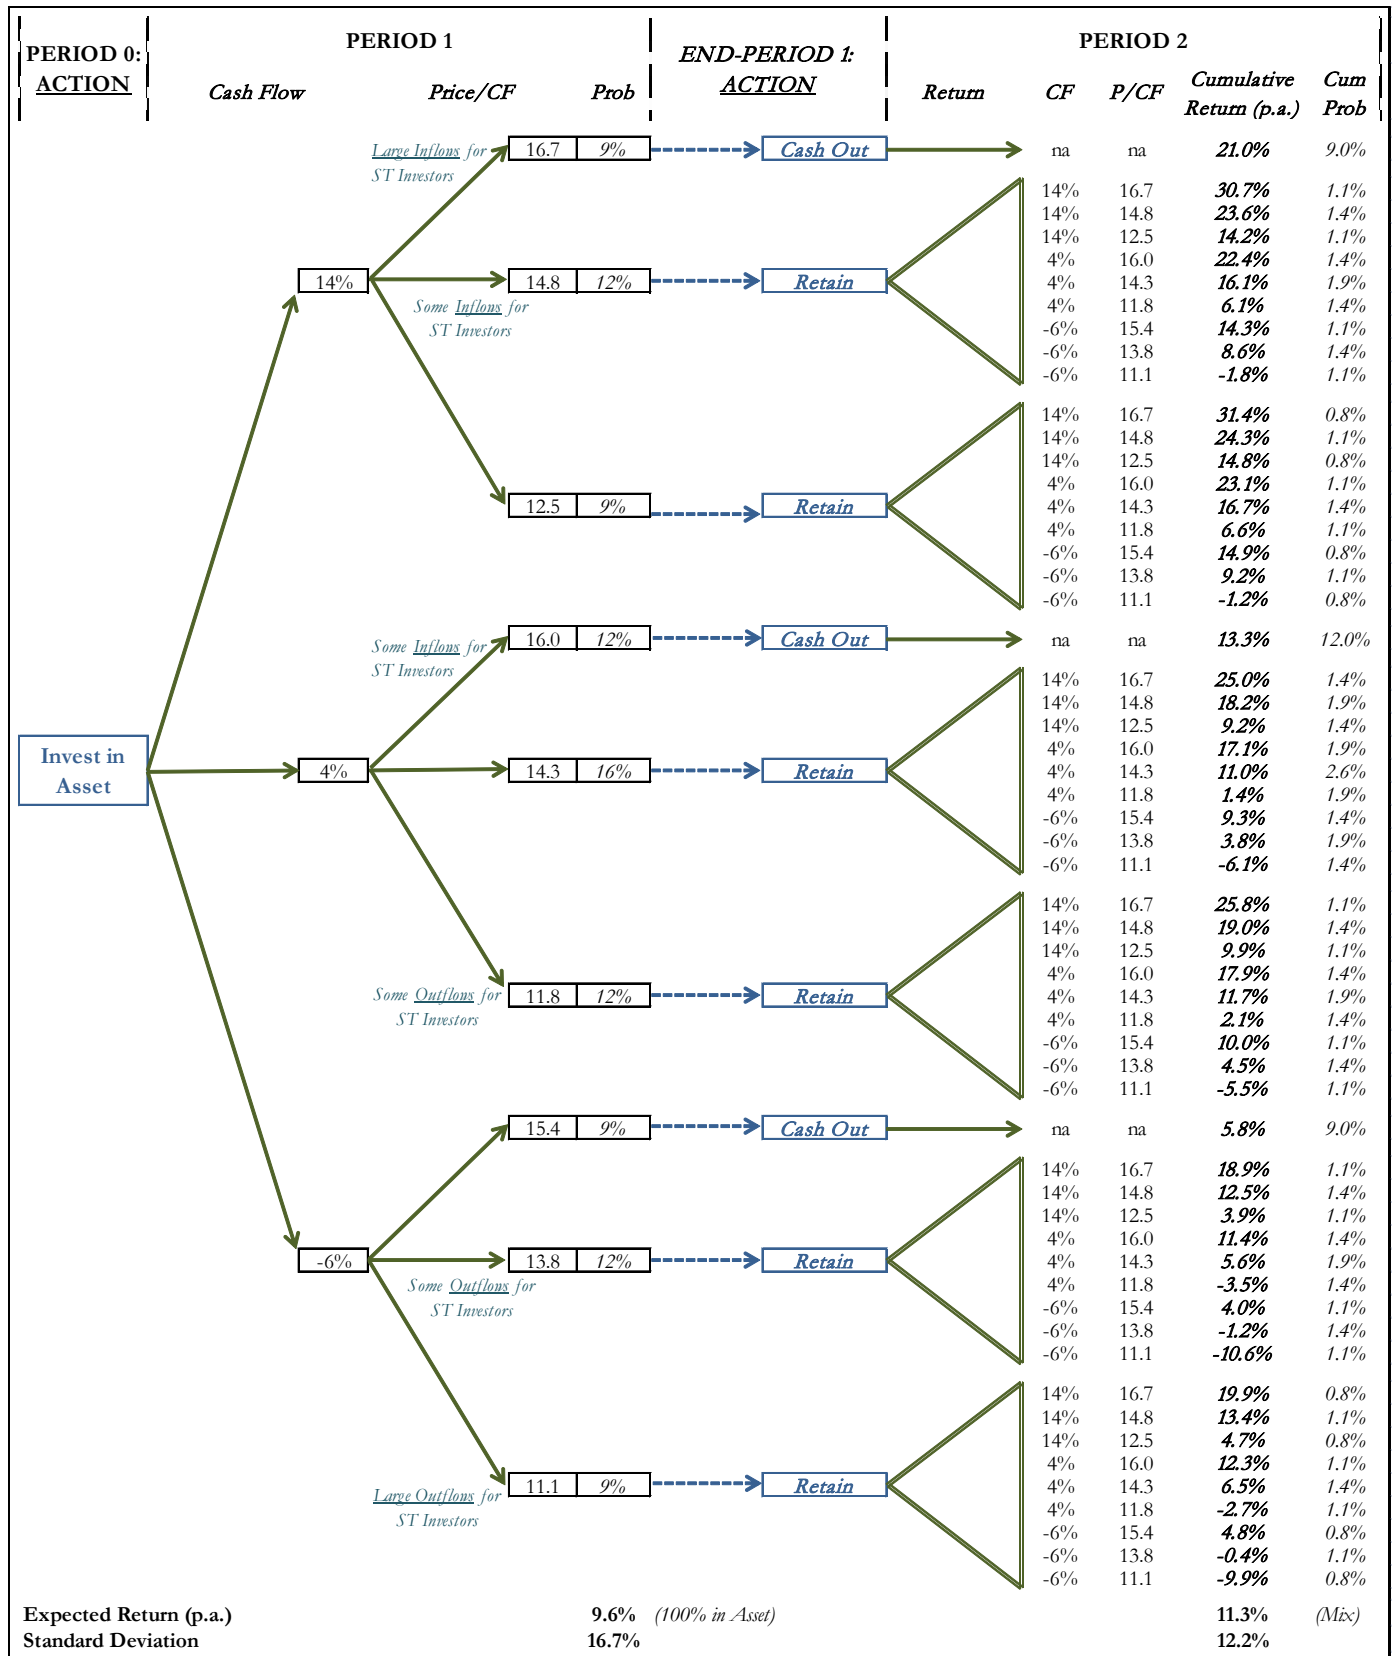 PERIOD 0:
ACTION
PERIOD 1
Cash Flow Price/CF Prob
END-PERIOD 1:
ACTION
PERIOD 2
Return CF P/CF Cumulative Return (p.a.) Cum Prob
Large Inflows for
ST Investors
16.7 9% Cash Out na na 21.0% 9.0%
14% 16.7 30.7% 1.1%
14% 14.8 23.6% 1.4%
14% 12.5 14.2% 1.1%
4% 16.0 22.4% 1.4%
14% 14.8 12% Retain 4% 14.3 16.1% 1.9%
Some Inflows for
ST Investors
4% 11.8 6.1% 1.4%
-6% 15.4 14.3% 1.1%
-6% 13.8 8.6% 1.4%
-6% 11.1 -1.8% 1.1%
14% 16.7 31.4% 0.8%
14% 14.8 24.3% 1.1%
14% 12.5 14.8% 0.8%
4% 16.0 23.1% 1.1%
12.5 9% Retain 4% 14.3 16.7% 1.4%
4% 11.8 6.6% 1.1%
-6% 15.4 14.9% 0.8%
-6% 13.8 9.2% 1.1%
-6% 11.1 -1.2% 0.8%
Some Inflows for
ST Investors
16.0 12% Cash Out na na 13.3% 12.0%
14% 16.7 25.0% 1.4%
14% 14.8 18.2% 1.9%
14% 12.5 9.2% 1.4%
4% 16.0 17.1% 1.9%
Invest in
Asset
4% 14.3 16% Retain 4% 14.3 11.0% 2.6%
4% 11.8 1.4% 1.9%
-6% 15.4 9.3% 1.4%
-6% 13.8 3.8% 1.9%
-6% 11.1 -6.1% 1.4%
14% 16.7 25.8% 1.1%
14% 14.8 19.0% 1.4%
14% 12.5 9.9% 1.1%
4% 16.0 17.9% 1.4%
Some Outflows for
ST Investors
11.8 12% Retain 4% 14.3 11.7% 1.9%
4% 11.8 2.1% 1.4%
-6% 15.4 10.0% 1.1%
-6% 13.8 4.5% 1.4%
-6% 11.1 -5.5% 1.1%
15.4 9% Cash Out na na 5.8% 9.0%
14% 16.7 18.9% 1.1%
14% 14.8 12.5% 1.4%
14% 12.5 3.9% 1.1%
4% 16.0 11.4% 1.4%
-6% 13.8 12% Retain 4% 14.3 5.6% 1.9%
Some Outflows for
ST Investors
4% 11.8 -3.5% 1.4%
-6% 15.4 4.0% 1.1%
-6% 13.8 -1.2% 1.4%
-6% 11.1 -10.6% 1.1%
14% 16.7 19.9% 0.8%
14% 14.8 13.4% 1.1%
14% 12.5 4.7% 0.8%
4% 16.0 12.3% 1.1%
Large Outflows for
ST Investors
11.1 9% Retain 4% 14.3 6.5% 1.4%
4% 11.8 -2.7% 1.1%
-6% 15.4 4.8% 0.8%
-6% 13.8 -0.4% 1.1%
-6% 11.1 -9.9% 0.8%
Expected Return (p.a.) 9.6% (100% in Asset) 11.3% (Mix)
Standard Deviation 16.7% 12.2%